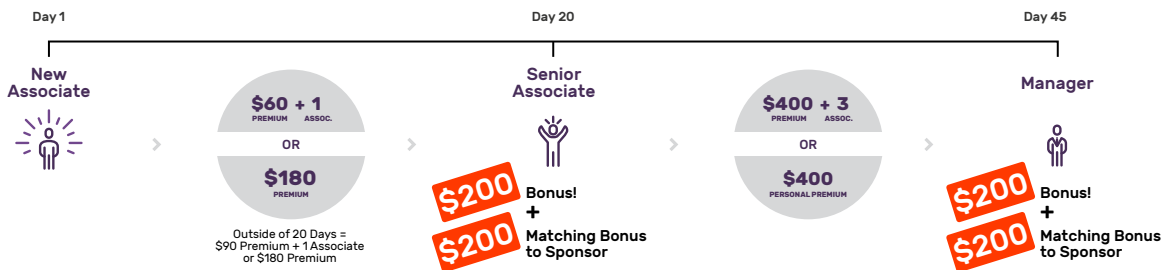 Day 1
Day 20
Day 45
New
Associate
$60 + 1
PREMIUM ASSOC.
OR
$180
PREMIUM
Outside of 20 Days =
$90 Premium + 1 Associate
or $180 Premium
Senior
Associate
$200 Bonus!
+
$200 Matching Bonus
to Sponsor
$400 + 3
PREMIUM ASSOC.
OR
$400
PERSONAL PREMIUM
Manager
$200 Bonus!
+
$200 Matching Bonus
to Sponsor